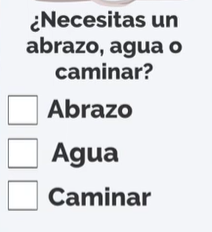 ¿Necesitas un
abrazo, agua o
caminar?
Abrazo
Agua
Caminar